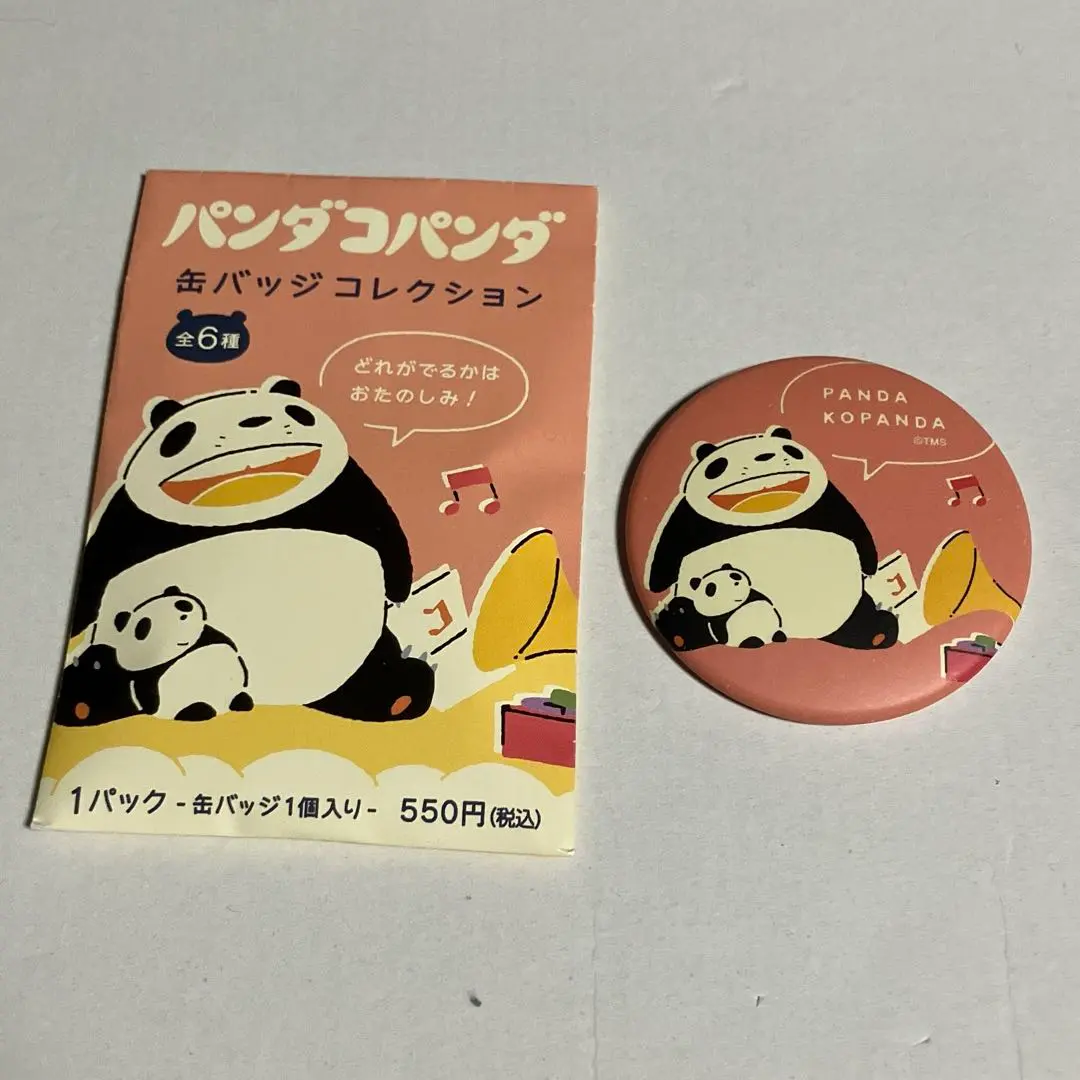 パンダコパンダ
缶バッジ コレクション
全6種
どれがでるかは
おたのしみ！
1パック - 缶バッジ1個入り - 550円(税込)
PANDA
KOPANDA
©TMS